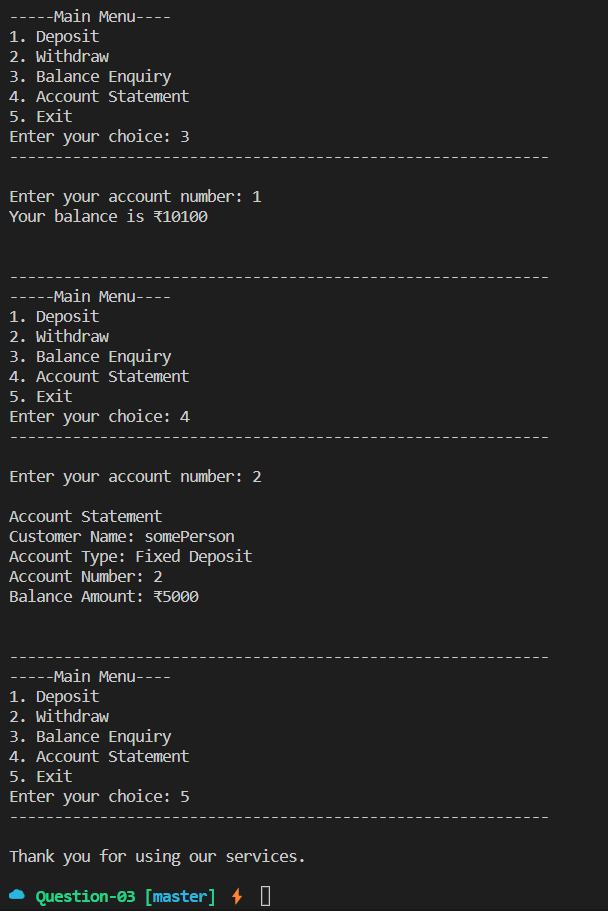 -----Main Menu----
1. Deposit
2. Withdraw
3. Balance Enquiry
4. Account Statement
5. Exit
Enter your choice: 3
------------------------------------------------------------
Enter your account number: 1
Your balance is ₹10100
------------------------------------------------------------
-----Main Menu----
1. Deposit
2. Withdraw
3. Balance Enquiry
4. Account Statement
5. Exit
Enter your choice: 4
------------------------------------------------------------
Enter your account number: 2
Account Statement
Customer Name: somePerson
Account Type: Fixed Deposit
Account Number: 2
Balance Amount: ₹5000
------------------------------------------------------------
-----Main Menu----
1. Deposit
2. Withdraw
3. Balance Enquiry
4. Account Statement
5. Exit
Enter your choice: 5
------------------------------------------------------------
Thank you for using our services.
Question-03 [master]